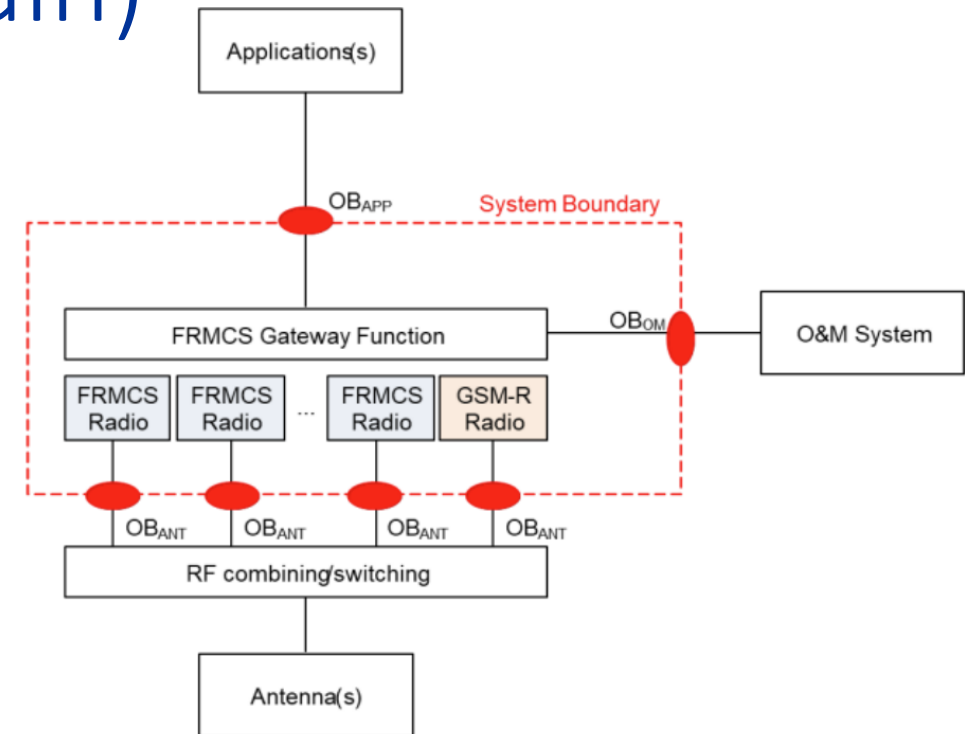 Applications(s)
OBAPP
System Boundary
FRMCS Gateway Function
OBOM
O&M System
FRMCS Radio
FRMCS Radio
...
FRMCS Radio
GSM-R Radio
OBANT
OBANT
OBANT
OBANT
RF combining/switching
Antenna(s)